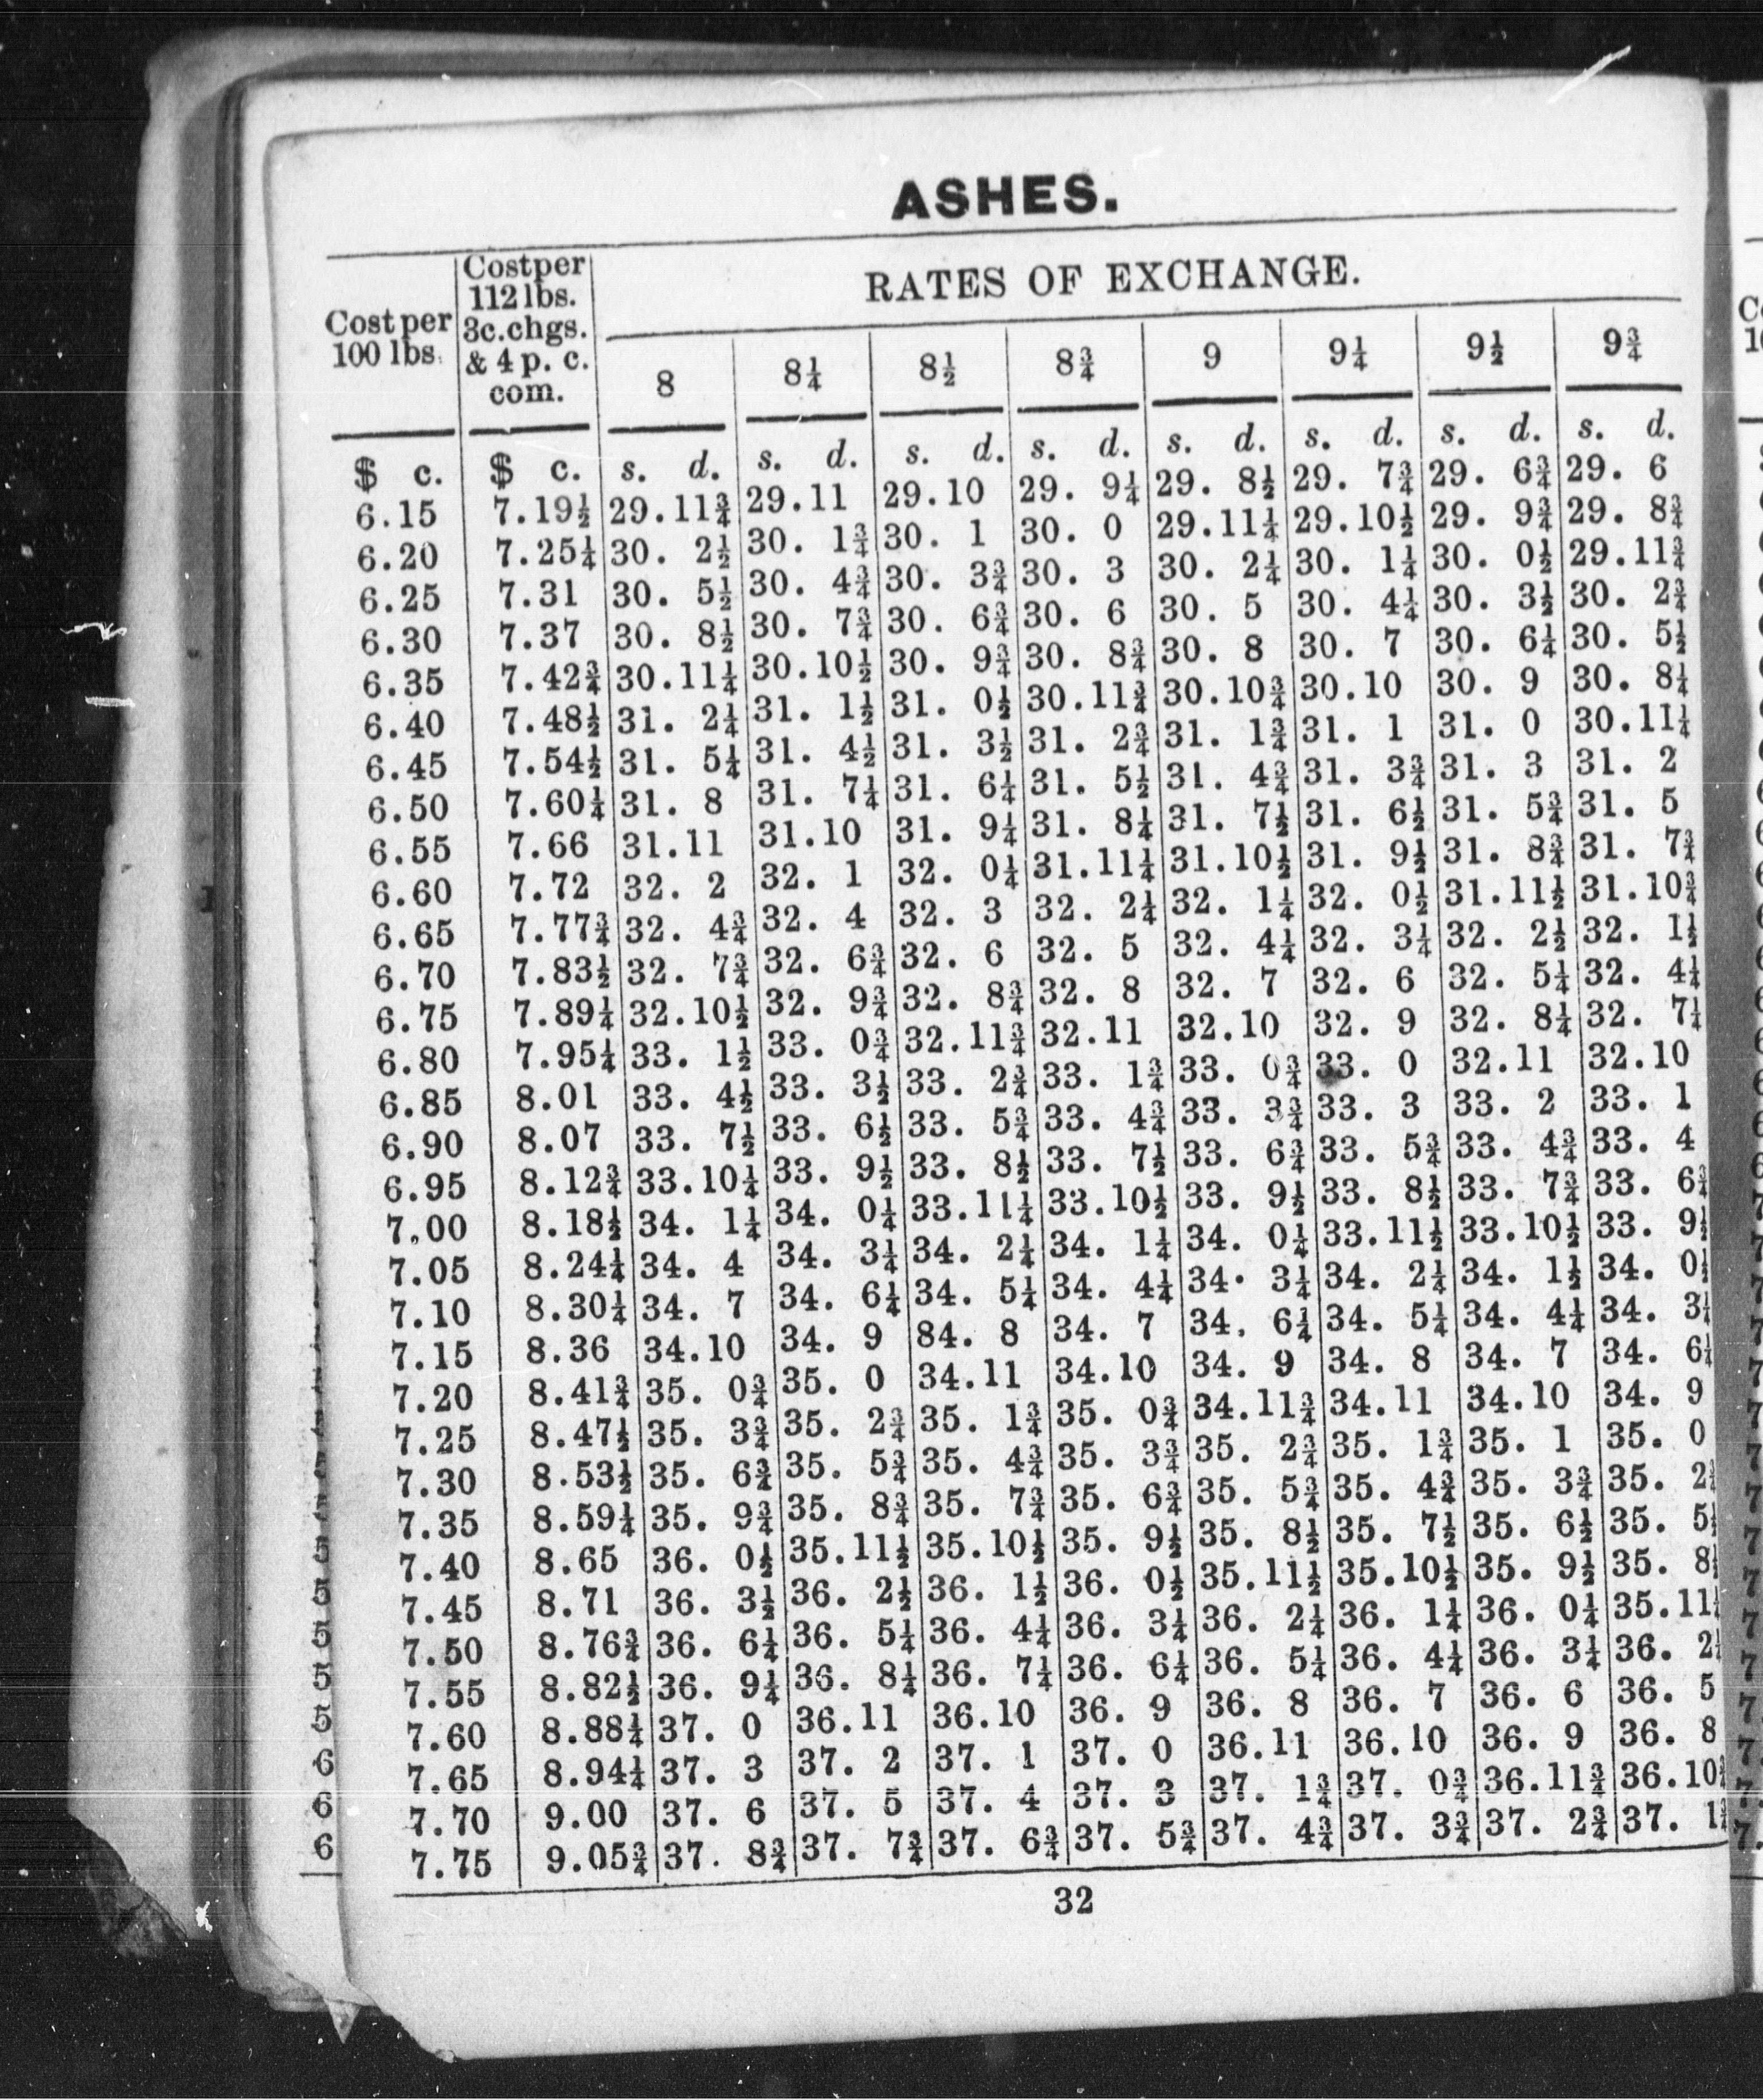 ASHES.
RATES OF EXCHANGE.
Cost per 100 lbs. | Cost per 112 lbs. 3c. chgs. & 4 p. c. com. | 8 | 8¼ | 8½ | 8¾ | 9 | 9¼ | 9½ | 9¾
$ c. | $ c. | s. d. | s. d. | s. d. | s. d. | s. d. | s. d. | s. d. | s. d.
6.15 7.19½ 29.11¾ 29.11 29.10 29. 9¼ 29. 8½ 29. 7¾ 29. 6¾ 29. 6
6.20 7.25¼ 30. 2½ 30. 1¾ 30. 1 30. 0 29.11¼ 29.10½ 29. 9¾ 29. 8¾
6.25 7.31 30. 5½ 30. 4¾ 30. 3¾ 30. 3 30. 2¼ 30. 1¼ 30. 0½ 29.11¾
6.30 7.37 30. 8½ 30. 7¾ 30. 6¾ 30. 6 30. 5 30. 4¼ 30. 3½ 30. 2¾
6.35 7.42¾ 30.11¼ 30.10½ 30. 9¾ 30. 8¾ 30. 8 30. 7 30. 6¼ 30. 5½
6.40 7.48½ 31. 2¼ 31. 1½ 31. 0½ 30.11¾ 30.10¾ 30.10 30. 9 30. 8¼
6.45 7.54½ 31. 5¼ 31. 4½ 31. 3½ 31. 2¾ 31. 1¾ 31. 1 31. 0 30.11¼
6.50 7.60¼ 31. 8 31. 7¼ 31. 6¼ 31. 5½ 31. 4¾ 31. 3¾ 31. 3 31. 2
6.55 7.66 31.11 31.10 31. 9¼ 31. 8¼ 31. 7½ 31. 6½ 31. 5¾ 31. 5
6.60 7.72 32. 2 32. 1 32. 0¼ 31.11¼ 31.10½ 31. 9½ 31. 8¾ 31. 7¾
6.65 7.77¾ 32. 4¾ 32. 4 32. 3 32. 2¼ 32. 1¼ 32. 0½ 31.11½ 31.10¾
6.70 7.83½ 32. 7¾ 32. 6¾ 32. 6 32. 5 32. 4¼ 32. 3¼ 32. 2½ 32. 1½
6.75 7.89¼ 32.10½ 32. 9¾ 32. 8¾ 32. 8 32. 7 32. 6 32. 5¼ 32. 4¼
6.80 7.95¼ 33. 1½ 33. 0¾ 32.11¾ 32.11 32.10 32. 9 32. 8¼ 32. 7¼
6.85 8.01 33. 4½ 33. 3½ 33. 2¾ 33. 1¾ 33. 0¾ 33. 0 32.11 32.10
6.90 8.07 33. 7½ 33. 6½ 33. 5¾ 33. 4¾ 33. 3¾ 33. 3 33. 2 33. 1
6.95 8.12¾ 33.10¼ 33. 9½ 33. 8½ 33. 7½ 33. 6¾ 33. 5¾ 33. 4¾ 33. 4
7.00 8.18½ 34. 1¼ 34. 0¼ 33.11¼ 33.10½ 33. 9½ 33. 8½ 33. 7¾ 33. 6¾
7.05 8.24¼ 34. 4 34. 3¼ 34. 2¼ 34. 1¼ 34. 0¼ 33.11½ 33.10½ 33. 9½
7.10 8.30¼ 34. 7 34. 6¼ 34. 5¼ 34. 4¼ 34. 3¼ 34. 2¼ 34. 1½ 34. 0½
7.15 8.36 34.10 34. 9 84. 8 34. 7 34. 6¼ 34. 5¼ 34. 4¼ 34.
7.20 8.41¾ 35. 0¾ 35. 0 34.11 34.10 34. 9 34. 8 34. 7 34.
7.25 8.47½ 35. 3¾ 35. 2¾ 35. 1¾ 35. 0¾ 34.11¾ 34.11 34.10 34. 9
7.30 8.53½ 35. 6¾ 35. 5¾ 35. 4¾ 35. 3¾ 35. 2¾ 35. 1¾ 35. 1 35. 0
7.35 8.59¼ 35. 9¾ 35. 8¾ 35. 7¾ 35. 6¾ 35. 5¾ 35. 4¾ 35. 3¾ 35.
7.40 8.65 36. 0½ 35.11½ 35.10½ 35. 9½ 35. 8½ 35. 7½ 35. 6½ 35.
7.45 8.71 36. 3½ 36. 2½ 36. 1½ 36. 0½ 35.11½ 35.10½ 35. 9½ 35.
7.50 8.76¾ 36. 6¼ 36. 5¼ 36. 4¼ 36. 3¼ 36. 2¼ 36. 1¼ 36. 0¼
7.55 8.82½ 36. 9¼ 36. 8¼ 36. 7¼ 36. 6¼ 36. 5¼ 36. 4¼ 36. 3¼ 36.
7.60 8.88¼ 37. 0 36.11 36.10 36. 9 36. 8 36. 7 36. 6 36. 5
7.65 8.94¼ 37. 3 37. 2 37. 1 37. 0 36.11 36.10 36. 9 36. 8
7.70 9.00 37. 6 37. 5 37. 4 37. 3 37. 1¾ 37. 0¾ 36.11¾
7.75 9.05¾ 37. 8¾ 37. 7¾ 37. 6¾ 37. 5¾ 37. 4¾ 37. 3¾ 37. 2¾ 37.
32